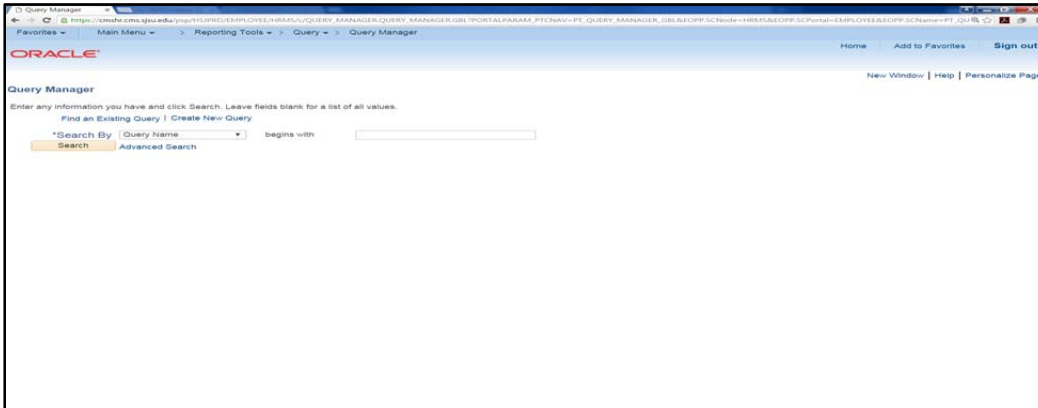 Query Manager
https://cmshr.cms.sjsu.edu/psp/HSJPRD/EMPLOYEE/HRMS/c/QUERY_MANAGER.QUERY_MANAGER.GBL?PORTALPARAM_PTCNAV=PT_QUERY_MANAGER_GBL&EOPP.SCNode=HRMS&EOPP.SCPortal=EMPLOYEE&EOPP.SCName=PT_QU
Favorites Main Menu > Reporting Tools > Query > Query Manager
ORACLE Home Add to Favorites Sign out
New Window | Help | Personalize Page
Query Manager
Enter any information you have and click Search. Leave fields blank for a list of all values.
Find an Existing Query | Create New Query
*Search By Query Name begins with
Search Advanced Search